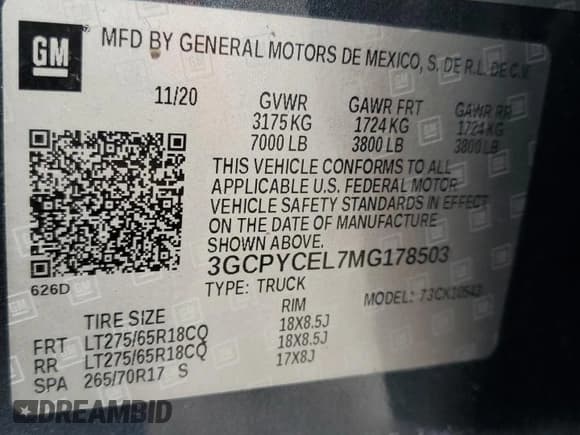 GM
MFD BY GENERAL MOTORS DE MEXICO, S. DE R.L. DE C.V.
11/20 GVWR GAWR FRT GAWR RR
3175 KG 1724 KG 1724 KG
7000 LB 3800 LB 3800 LB
THIS VEHICLE CONFORMS TO ALL
APPLICABLE U.S. FEDERAL MOTOR
VEHICLE SAFETY STANDARDS IN EFFECT
ON THE DATE OF MANUFACTURE
SHOWN ABOVE.
626D
3GCPYCEL7MG178503
TYPE: TRUCK MODEL: 73CK10543
TIRE SIZE RIM
FRT LT275/65R18CQ 18X8.5J
RR LT275/65R18CQ 18X8.5J
SPA 265/70R17 S 17X8J
DREAMBID